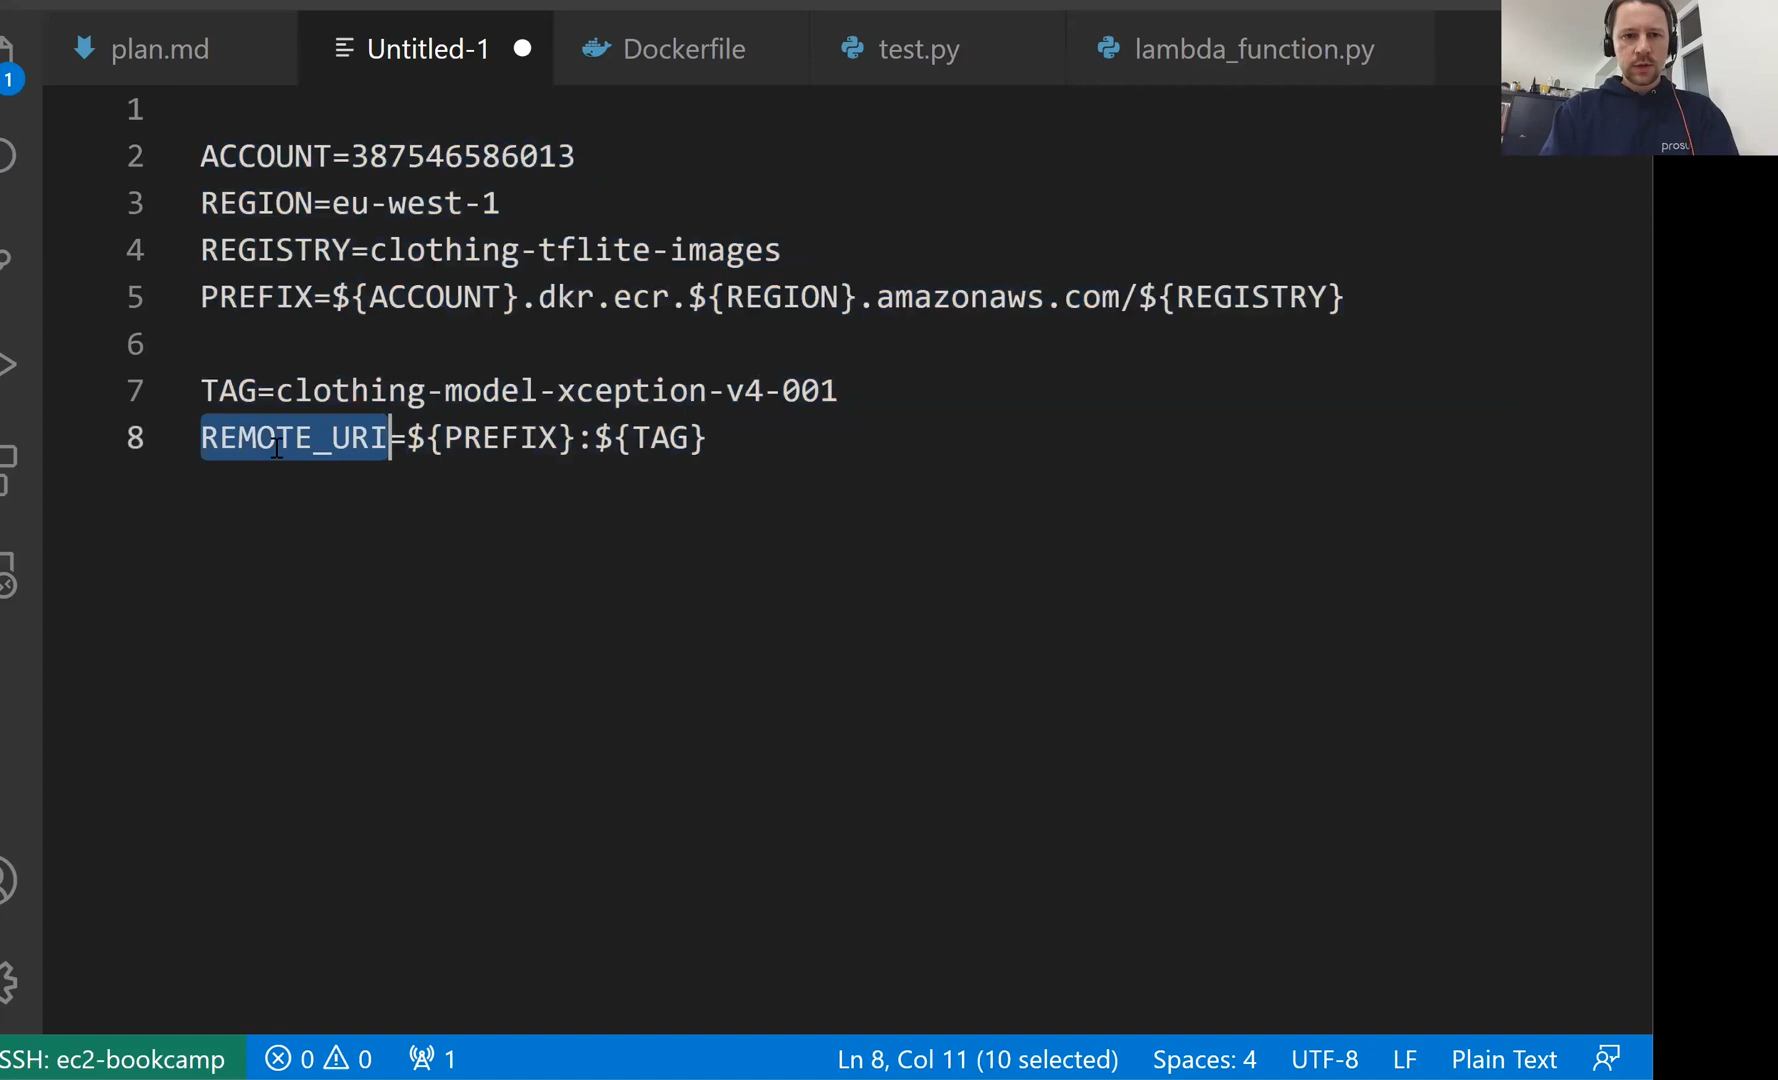 plan.md
Untitled-1
Dockerfile
test.py
lambda_function.py
1
1
2 ACCOUNT=387546586013
3 REGION=eu-west-1
4 REGISTRY=clothing-tflite-images
5 PREFIX=${ACCOUNT}.dkr.ecr.${REGION}.amazonaws.com/${REGISTRY}
6
7 TAG=clothing-model-xception-v4-001
8 REMOTE_URI=${PREFIX}:${TAG}
SSH: ec2-bookcamp
0
0
1
Ln 8, Col 11 (10 selected)
Spaces: 4
UTF-8
LF
Plain Text